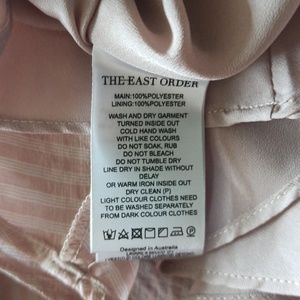 THE EAST ORDER
MAIN:100%POLYESTER
LINING:100%POLYESTER
WASH AND DRY GARMENT
TURNED INSIDE OUT
COLD HAND WASH
WITH LIKE COLOURS
DO NOT SOAK, RUB
DO NOT BLEACH
DO NOT TUMBLE DRY
LINE DRY IN SHADE WITHOUT
DELAY
OR WARM IRON INSIDE OUT
DRY CLEAN (P)
LIGHT COLOUR CLOTHES NEED
TO BE WASHED SEPARATELY
FROM DARK COLOUR CLOTHES
Designed in Australia